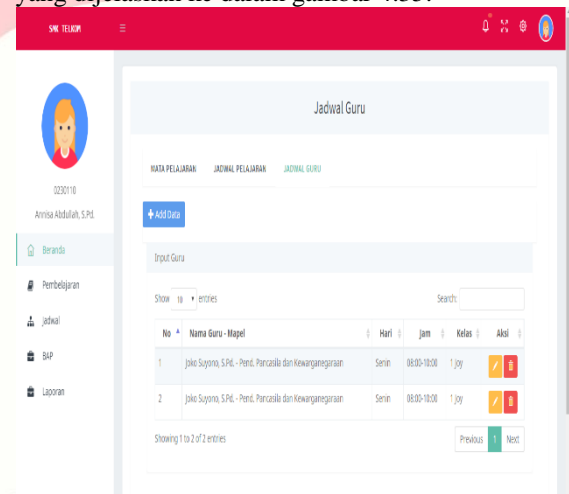 yang dijelaskan ke dalam gambar 4.35.
SMK TELKOM
0230110
Annisa Abdullah, S.Pd.
Beranda
Pembelajaran
Jadwal
BAP
Laporan
Jadwal Guru
MATA PELAJARAN JADWAL PELAJARAN JADWAL GURU
+ Add Data
Input Guru
Show 10 entries Search:
No Nama Guru - Mapel Hari Jam Kelas Aksi
1 Joko Suyono, S.Pd. - Pend. Pancasila dan Kewarganegaraan Senin 08:00-10:00 1 Joy
2 Joko Suyono, S.Pd. - Pend. Pancasila dan Kewarganegaraan Senin 08:00-10:00 1 Joy
Showing 1 to 2 of 2 entries Previous 1 Next